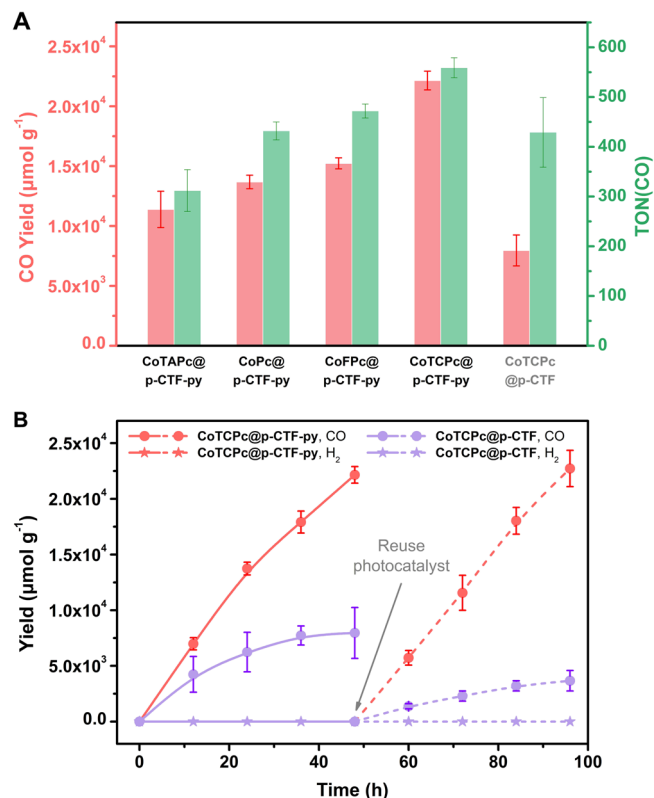 A
CO Yield (μmol g⁻¹)
2.5x10⁴
2.0x10⁴
1.5x10⁴
1.0x10⁴
5.0x10³
0.0
600
500
400
300
200
100
0
TON(CO)
CoTAPc@
p-CTF-py
CoPc@
p-CTF-py
CoFPc@
p-CTF-py
CoTCPc@
p-CTF-py
CoTCPc
@p-CTF
B
CoTCPc@p-CTF-py, CO
CoTCPc@p-CTF, CO
CoTCPc@p-CTF-py, H₂
CoTCPc@p-CTF, H₂
Reuse
photocatalyst
Yield (μmol g⁻¹)
2.5x10⁴
2.0x10⁴
1.5x10⁴
1.0x10⁴
5.0x10³
0.0
0 20 40 60 80 100
Time (h)